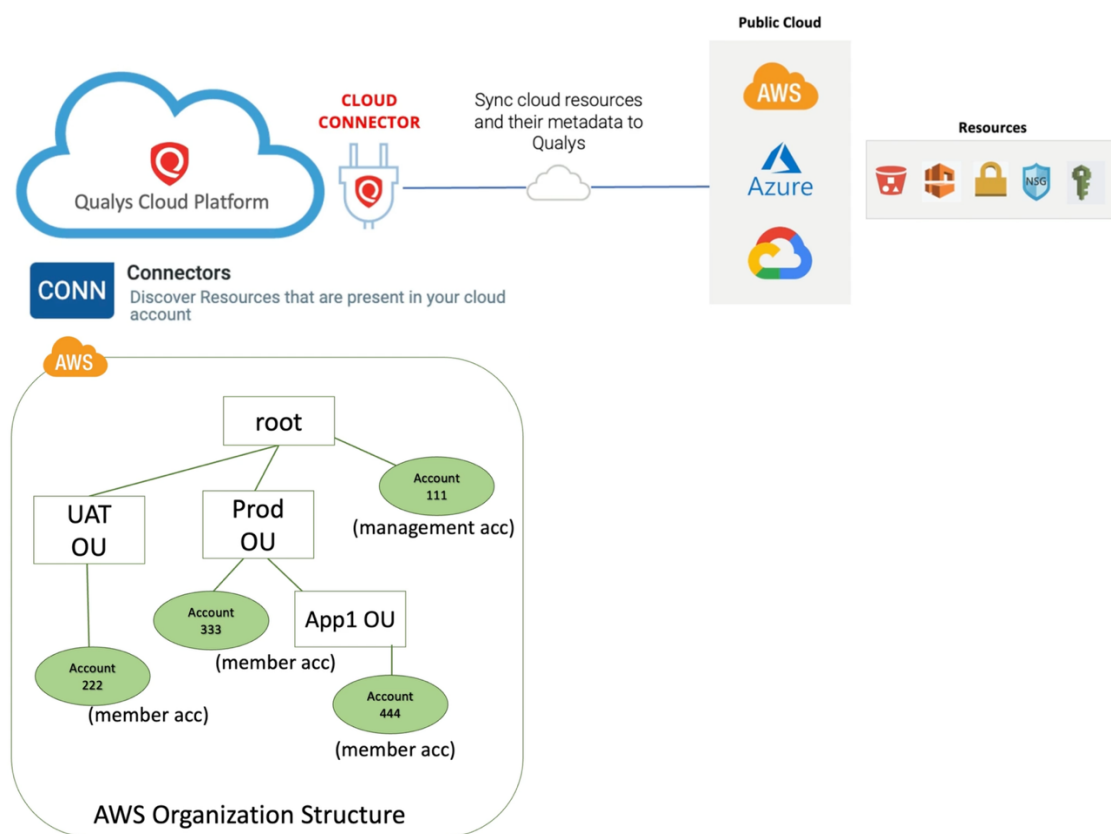 Public Cloud
CLOUD
CONNECTOR
Sync cloud resources
and their metadata to
Qualys
AWS
Azure
Resources
NSG
Qualys Cloud Platform
CONN
Connectors
Discover Resources that are present in your cloud
account
AWS
root
Account
111
(management acc)
UAT
OU
Prod
OU
Account
333
(member acc)
App1 OU
Account
222
(member acc)
Account
444
(member acc)
AWS Organization Structure